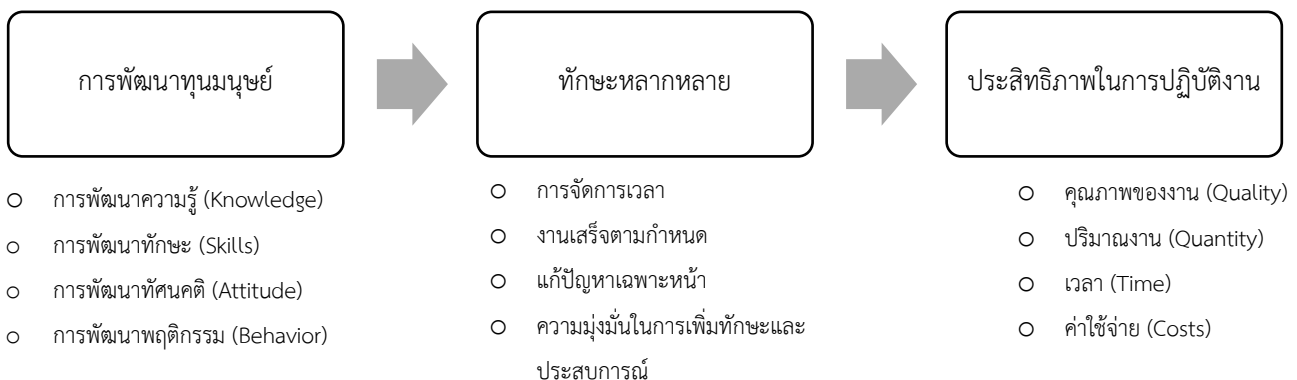 การพัฒนาทุนมนุษย์
ทักษะหลากหลาย
ประสิทธิภาพในการปฏิบัติงาน
o การพัฒนาความรู้ (Knowledge)
o การพัฒนาทักษะ (Skills)
o การพัฒนาทัศนคติ (Attitude)
o การพัฒนาพฤติกรรม (Behavior)
o การจัดการเวลา
o งานเสร็จตามกำหนด
o แก้ปัญหาเฉพาะหน้า
o ความมุ่งมั่นในการเพิ่มทักษะและ
ประสบการณ์
o คุณภาพของงาน (Quality)
o ปริมาณงาน (Quantity)
o เวลา (Time)
o ค่าใช้จ่าย (Costs)